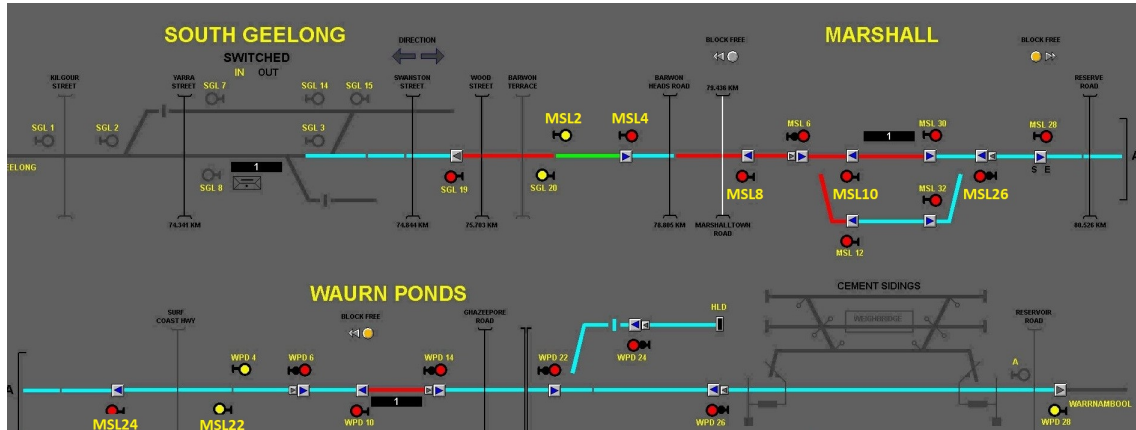 SOUTH GEELONG
MARSHALL
SWITCHED
IN OUT
DIRECTION
BLOCK FREE
BLOCK FREE
KILGOUR
STREET
YARRA
STREET
SWANSTON
STREET
WOOD
STREET
BARWON
TERRACE
BARWON
HEADS ROAD
79.436 KM
RESERVE
ROAD
SGL 7
SGL 14
SGL 15
SGL 1
SGL 2
SGL 3
MSL2
MSL4
MSL 6
1
MSL 30
MSL 28
A
GEELONG
1
SGL 8
SGL 19
SGL 20
MSL8
MSL10
MSL 32
MSL26
S E
MSL 12
74.341 KM
74.844 KM
75.703 KM
78.805 KM
MARSHALLTOWN
ROAD
80.526 KM
WAURN PONDS
CEMENT SIDINGS
SURF
COAST HWY
BLOCK FREE
GHAZEEPORE
ROAD
HLD
WEIGHBRIDGE
RESERVOIR
ROAD
WPD 4
WPD 6
WPD 14
WPD 22
WPD 24
A
A
1
WARRNAMBOOL
MSL24
MSL22
WPD 10
WPD 26
WPD 28